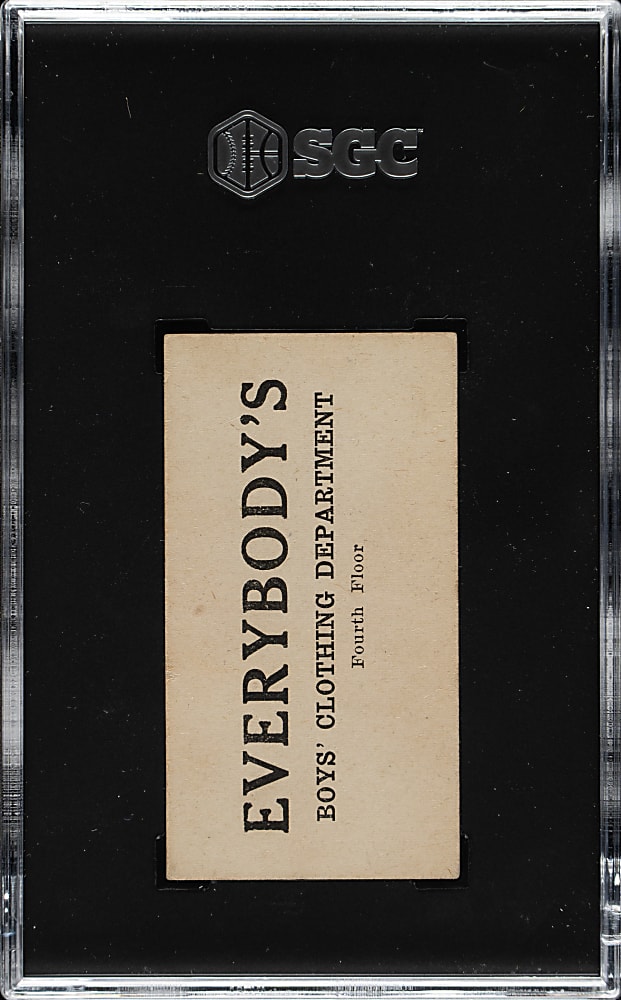 SGC
EVERYBODY'S
BOYS' CLOTHING DEPARTMENT
Fourth Floor